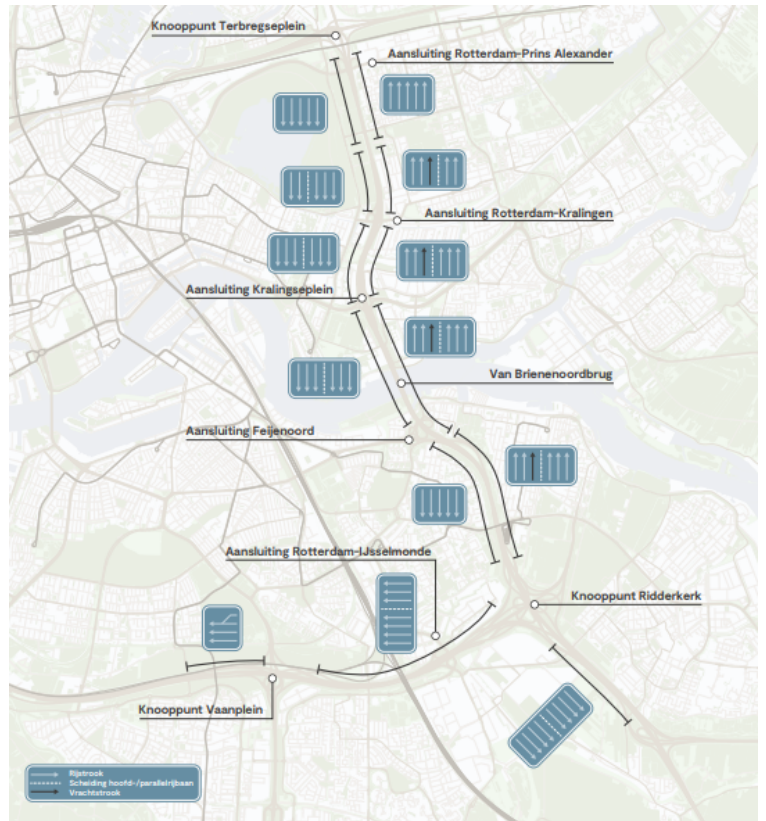 Knooppunt Terbregseplein
Aansluiting Rotterdam-Prins Alexander
Aansluiting Rotterdam-Kralingen
Aansluiting Kralingseplein
Van Brienenoordbrug
Aansluiting Feijenoord
Aansluiting Rotterdam-IJsselmonde
Knooppunt Ridderkerk
Knooppunt Vaanplein
Rijstrook
Scheiding hoofd-/parallelrijbaan
Vrachtstrook